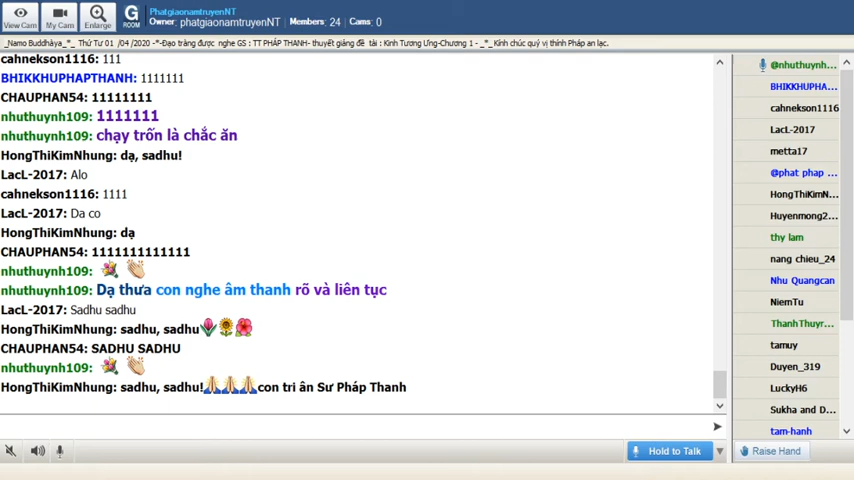 View Cam
My Cam
Enlarge
G
ROOM
PhatgiaonamtruyenNT
Owner: phatgiaonamtruyenNT Members: 24 Cams: 0
_Namo Buddhàya_*_ Thứ Tư 01 /04 /2020 -*-Đạo tràng được nghe GS : TT PHÁP THANH- thuyết giảng đề tài : Kinh Tương Ưng-Chương 1 - _*_ Kính chúc quý vị thính Pháp an lạc.
cahnekson1116: 111
BHIKKHUPHAPTHANH: 1111111
CHAUPHAN54: 11111111
nhuthuynh109: 1111111
nhuthuynh109: chạy trốn là chắc ăn
HongThiKimNhung: dạ, sadhu!
LacL-2017: Alo
cahnekson1116: 1111
LacL-2017: Da co
HongThiKimNhung: dạ
CHAUPHAN54: 1111111111111
nhuthuynh109:
nhuthuynh109: Dạ thưa con nghe âm thanh rõ và liên tục
LacL-2017: Sadhu sadhu
HongThiKimNhung: sadhu, sadhu
CHAUPHAN54: SADHU SADHU
nhuthuynh109:
HongThiKimNhung: sadhu, sadhu! con tri ân Sư Pháp Thanh
Hold to Talk
@nhuthuynh...
BHIKKHUPHA...
cahnekson1116
LacL-2017
metta17
@phat phap ...
HongThiKimN...
Huyenmong2...
thy lam
nang chieu_24
Nhu Quangcan
NiemTu
ThanhThuyr...
tamuy
Duyen_319
LuckyH6
Sukha and D...
tam-hanh
Raise Hand